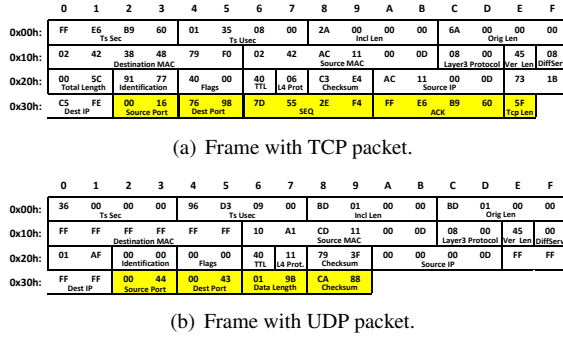 0 1 2 3 4 5 6 7 8 9 A B C D E F
0x00h: FF E6 B9 60 01 35 08 00 2A 00 00 00 6A 00 00 00
Ts Sec Ts Usec Incl Len Orig Len
0x10h: 02 42 38 48 79 F0 02 42 AC 11 00 0D 08 00 45 08
Destination MAC Source MAC Layer3 Protocol Ver Len DiffServ
0x20h: 00 5C 91 77 40 00 40 06 C3 E4 AC 11 00 0D 73 1B
Total Length Identification Flags TTL L4 Prot Checksum Source IP
0x30h: C5 FE 00 16 76 98 7D 55 2E F4 FF E6 B9 60 5F
Dest IP Source Port Dest Port SEQ ACK Tcp Len
(a) Frame with TCP packet.
0 1 2 3 4 5 6 7 8 9 A B C D E F
0x00h: 36 00 00 00 96 D3 09 00 BD 01 00 00 BD 01 00 00
Ts Sec Ts Usec Incl Len Orig Len
0x10h: FF FF FF FF FF FF 10 A1 CD 11 00 0D 08 00 45 00
Destination MAC Source MAC Layer3 Protocol Ver Len DiffServ
0x20h: 01 AF 00 00 00 00 40 11 79 3F 00 00 00 0D FF FF
Identification Flags TTL L4 Prot. Checksum Source IP
0x30h: FF FF 00 44 00 43 01 9B CA 88
Dest IP Source Port Dest Port Data Length Checksum
(b) Frame with UDP packet.